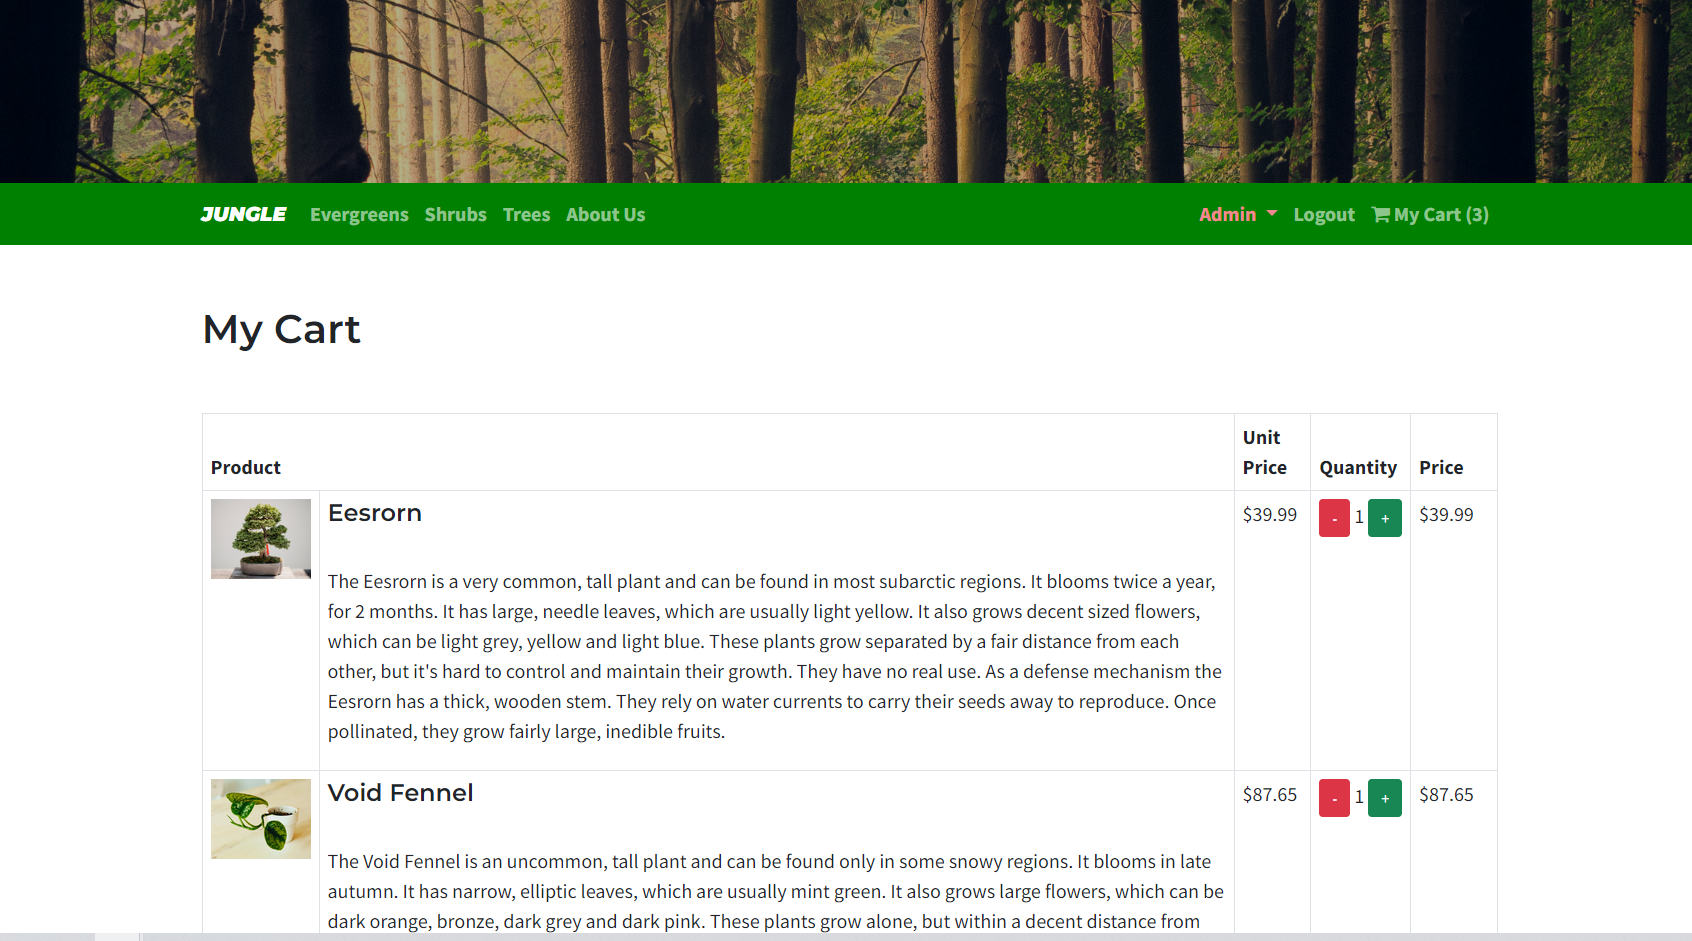 JUNGLE Evergreens Shrubs Trees About Us Admin Logout My Cart (3)
My Cart
Product Unit Price Quantity Price
Eesrorn $39.99 - 1 + $39.99
The Eesrorn is a very common, tall plant and can be found in most subarctic regions. It blooms twice a year,
for 2 months. It has large, needle leaves, which are usually light yellow. It also grows decent sized flowers,
which can be light grey, yellow and light blue. These plants grow separated by a fair distance from each
other, but it's hard to control and maintain their growth. They have no real use. As a defense mechanism the
Eesrorn has a thick, wooden stem. They rely on water currents to carry their seeds away to reproduce. Once
pollinated, they grow fairly large, inedible fruits.
Void Fennel $87.65 - 1 + $87.65
The Void Fennel is an uncommon, tall plant and can be found only in some snowy regions. It blooms in late
autumn. It has narrow, elliptic leaves, which are usually mint green. It also grows large flowers, which can be
dark orange, bronze, dark grey and dark pink. These plants grow alone, but within a decent distance from